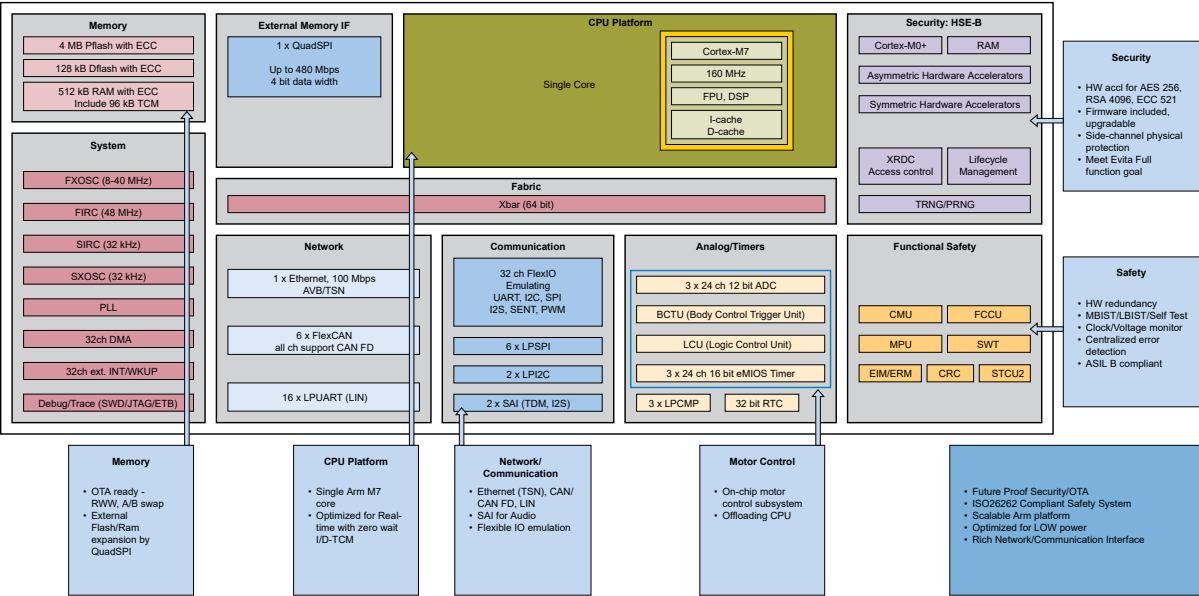 Memory
4 MB Pflash with ECC
128 kB Dflash with ECC
512 kB RAM with ECC
Include 96 kB TCM
External Memory IF
1 x QuadSPI
Up to 480 Mbps
4 bit data width
CPU Platform
Single Core
Cortex-M7
160 MHz
FPU, DSP
I-cache
D-cache
Security: HSE-B
Cortex-M0+
RAM
Asymmetric Hardware Accelerators
Symmetric Hardware Accelerators
XRDC
Access control
Lifecycle
Management
TRNG/PRNG
Security
• HW accl for AES 256,
RSA 4096, ECC 521
• Firmware included,
upgradable
• Side-channel physical
protection
• Meet Evita Full
function goal
System
FXOSC (8-40 MHz)
FIRC (48 MHz)
SIRC (32 kHz)
SXOSC (32 kHz)
PLL
32ch DMA
32ch ext. INT/WKUP
Debug/Trace (SWD/JTAG/ETB)
Fabric
Xbar (64 bit)
Network
1 x Ethernet, 100 Mbps
AVB/TSN
6 x FlexCAN
all ch support CAN FD
16 x LPUART (LIN)
Communication
32 ch FlexIO
Emulating
UART, I2C, SPI
I2S, SENT, PWM
6 x LPSPI
2 x LPI2C
2 x SAI (TDM, I2S)
Analog/Timers
3 x 24 ch 12 bit ADC
BCTU (Body Control Trigger Unit)
LCU (Logic Control Unit)
3 x 24 ch 16 bit eMIOS Timer
3 x LPCMP
32 bit RTC
Functional Safety
CMU
FCCU
MPU
SWT
EIM/ERM
CRC
STCU2
Safety
• HW redundancy
• MBIST/LBIST/Self Test
• Clock/Voltage monitor
• Centralized error
detection
• ASIL B compliant
Memory
• OTA ready -
RWW, A/B swap
• External
Flash/Ram
expansion by
QuadSPI
CPU Platform
• Single Arm M7
core
• Optimized for Real-
time with zero wait
I/D-TCM
Network/
Communication
• Ethernet (TSN), CAN/
CAN FD, LIN
• SAI for Audio
• Flexible IO emulation
Motor Control
• On-chip motor
control subsystem
• Offloading CPU
• Future Proof Security/OTA
• ISO26262 Compliant Safety System
• Scalable Arm platform
• Optimized for LOW power
• Rich Network/Communication Interface